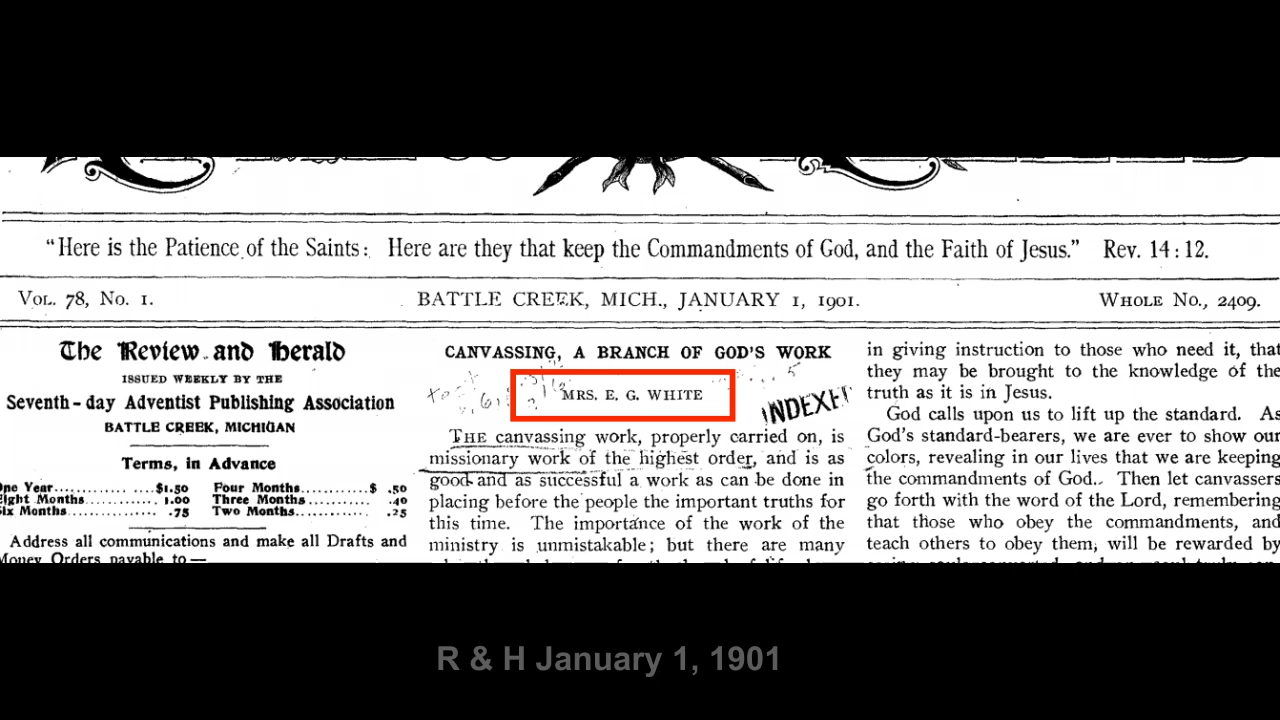 "Here is the Patience of the Saints: Here are they that keep the Commandments of God, and the Faith of Jesus." Rev. 14:12.
VOL. 78, NO. 1.
BATTLE CREEK, MICH., JANUARY 1, 1901.
WHOLE NO., 2409.
The Review and Herald
ISSUED WEEKLY BY THE
Seventh-day Adventist Publishing Association
BATTLE CREEK, MICHIGAN
Terms, in Advance
One Year............$1.50 Four Months..........$ .50
Eight Months............ 1.00 Three Months.......... .40
Six Months............ .75 Two Months............ .25
Address all communications and make all Drafts and
Money Orders payable to—
CANVASSING, A BRANCH OF GOD'S WORK
MRS. E. G. WHITE
INDEXED
THE canvassing work, properly carried on, is
missionary work of the highest order, and is as
good and as successful a work as can be done in
placing before the people the important truths for
this time. The importance of the work of the
ministry is unmistakable; but there are many
in giving instruction to those who need it, that
they may be brought to the knowledge of the
truth as it is in Jesus.
God calls upon us to lift up the standard. As
God's standard-bearers, we are ever to show our
colors, revealing in our lives that we are keeping
the commandments of God. Then let canvassers
go forth with the word of the Lord, remembering
that those who obey the commandments, and
teach others to obey them, will be rewarded by
R & H January 1, 1901